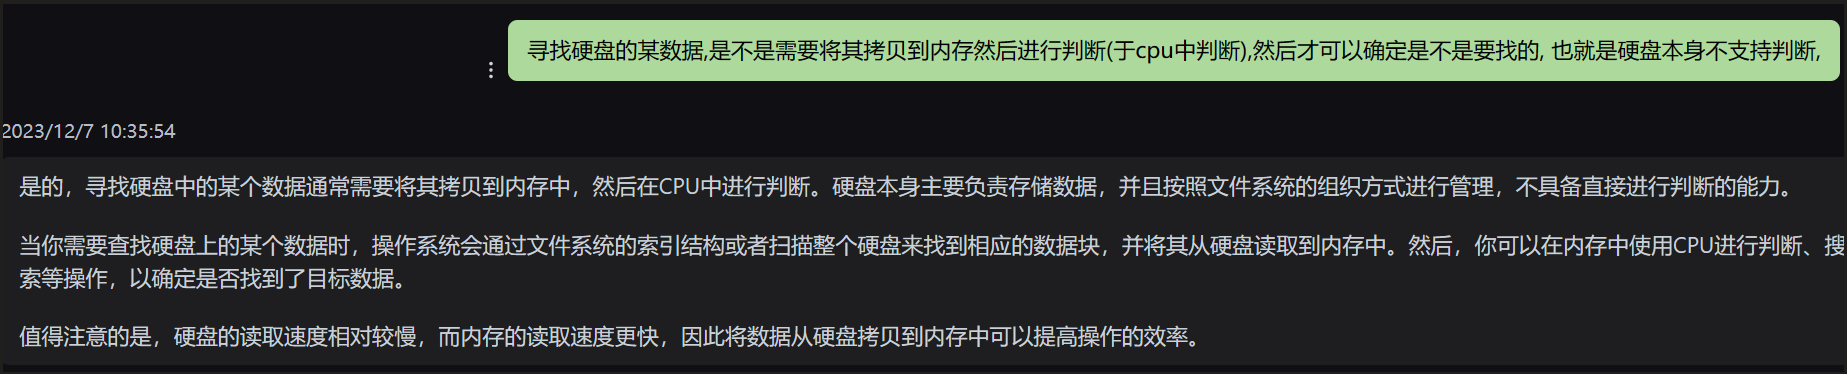 寻找硬盘的某数据,是不是需要将其拷贝到内存然后进行判断(于cpu中判断),然后才可以确定是不是要找的, 也就是硬盘本身不支持判断,
2023/12/7 10:35:54
是的，寻找硬盘中的某个数据通常需要将其拷贝到内存中，然后在CPU中进行判断。硬盘本身主要负责存储数据，并且按照文件系统的组织方式进行管理，不具备直接进行判断的能力。
当你需要查找硬盘上的某个数据时，操作系统会通过文件系统的索引结构或者扫描整个硬盘来找到相应的数据块，并将其从硬盘读取到内存中。然后，你可以在内存中使用CPU进行判断、搜
索等操作，以确定是否找到了目标数据。
值得注意的是，硬盘的读取速度相对较慢，而内存的读取速度更快，因此将数据从硬盘拷贝到内存中可以提高操作的效率。